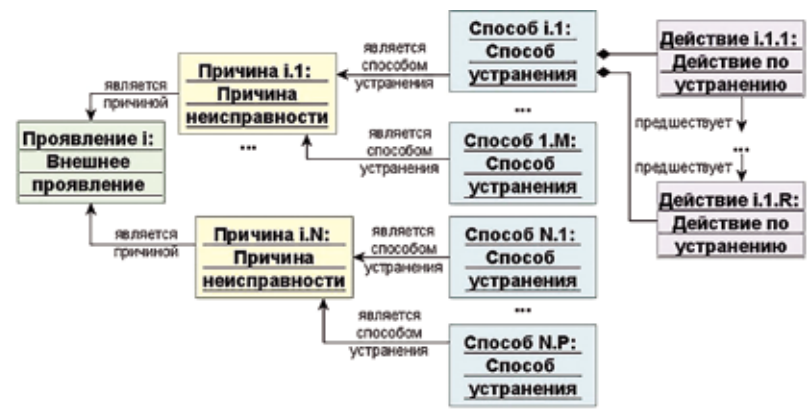 Способ i.1:
Способ
устранения
Действие i.1.1:
Действие по
устранению
является
способом
устранения
Причина i.1:
Причина
неисправности
является
причиной
...
...
предшествует
...
предшествует
Способ 1.M:
Способ
устранения
является
способом
устранения
Проявление i:
Внешнее
проявление
Действие i.1.R:
Действие по
устранению
является
причиной
Причина i.N:
Причина
неисправности
является
способом
устранения
Способ N.1:
Способ
устранения
...
является
способом
устранения
Способ N.P:
Способ
устранения